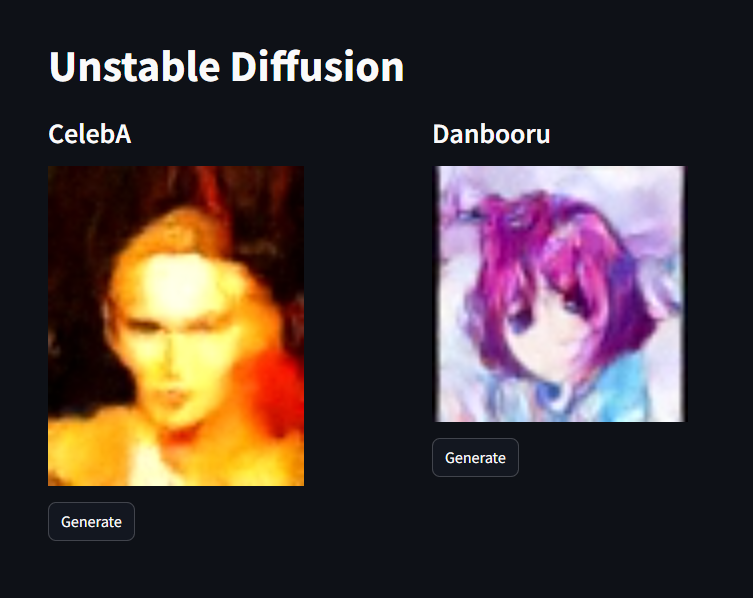 Unstable Diffusion
CelebA
Danbooru
Generate
Generate